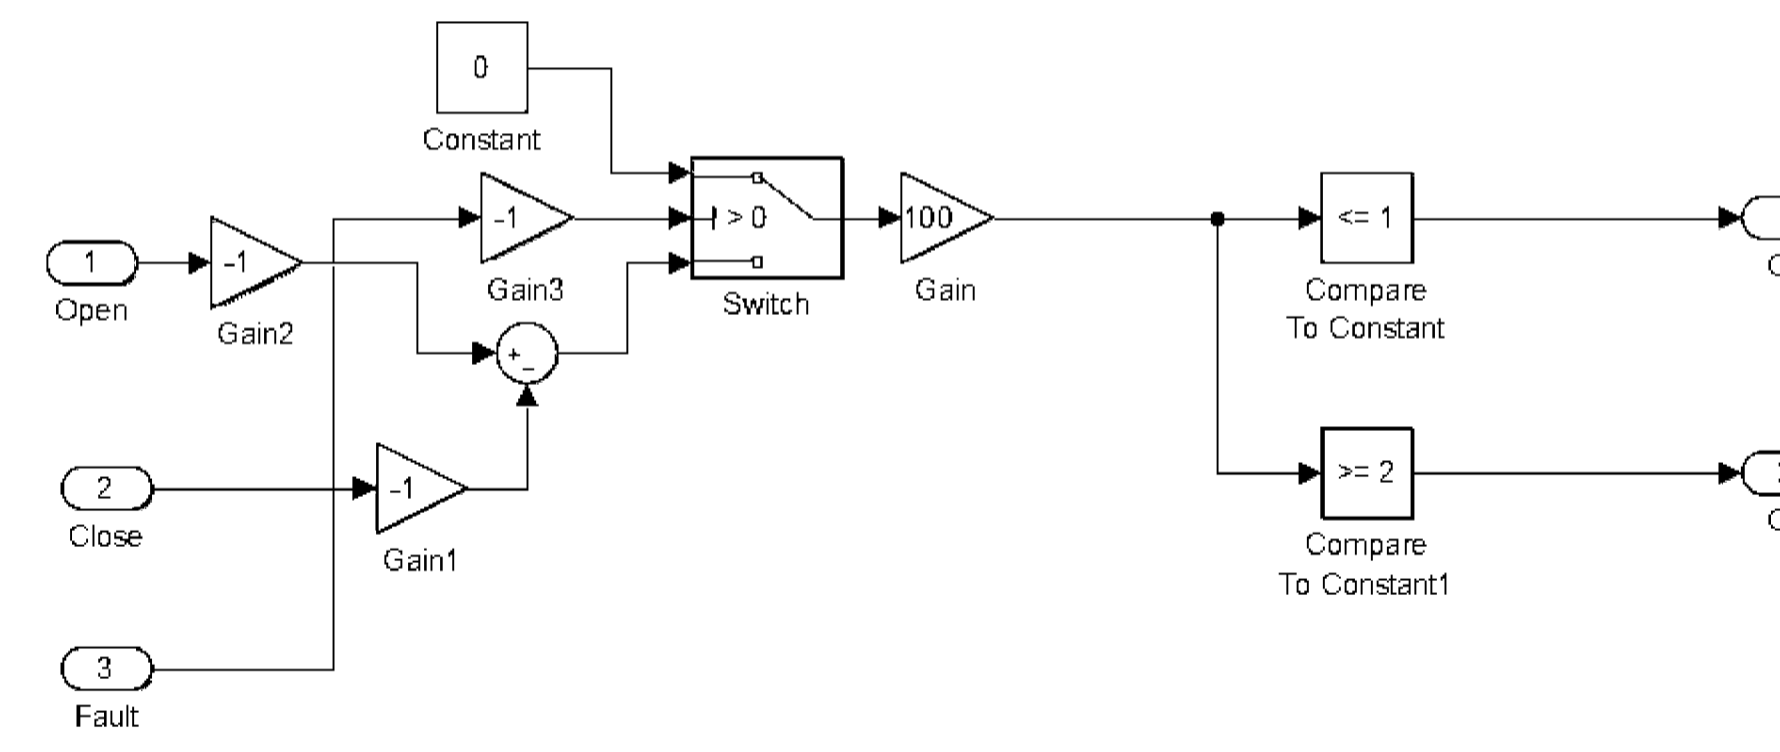 0
Constant
-1
Gain3
> 0
Switch
100
Gain
<= 1
Compare
To Constant
1
Open
-1
Gain2
+
−
2
Close
-1
Gain1
>= 2
Compare
To Constant1
3
Fault